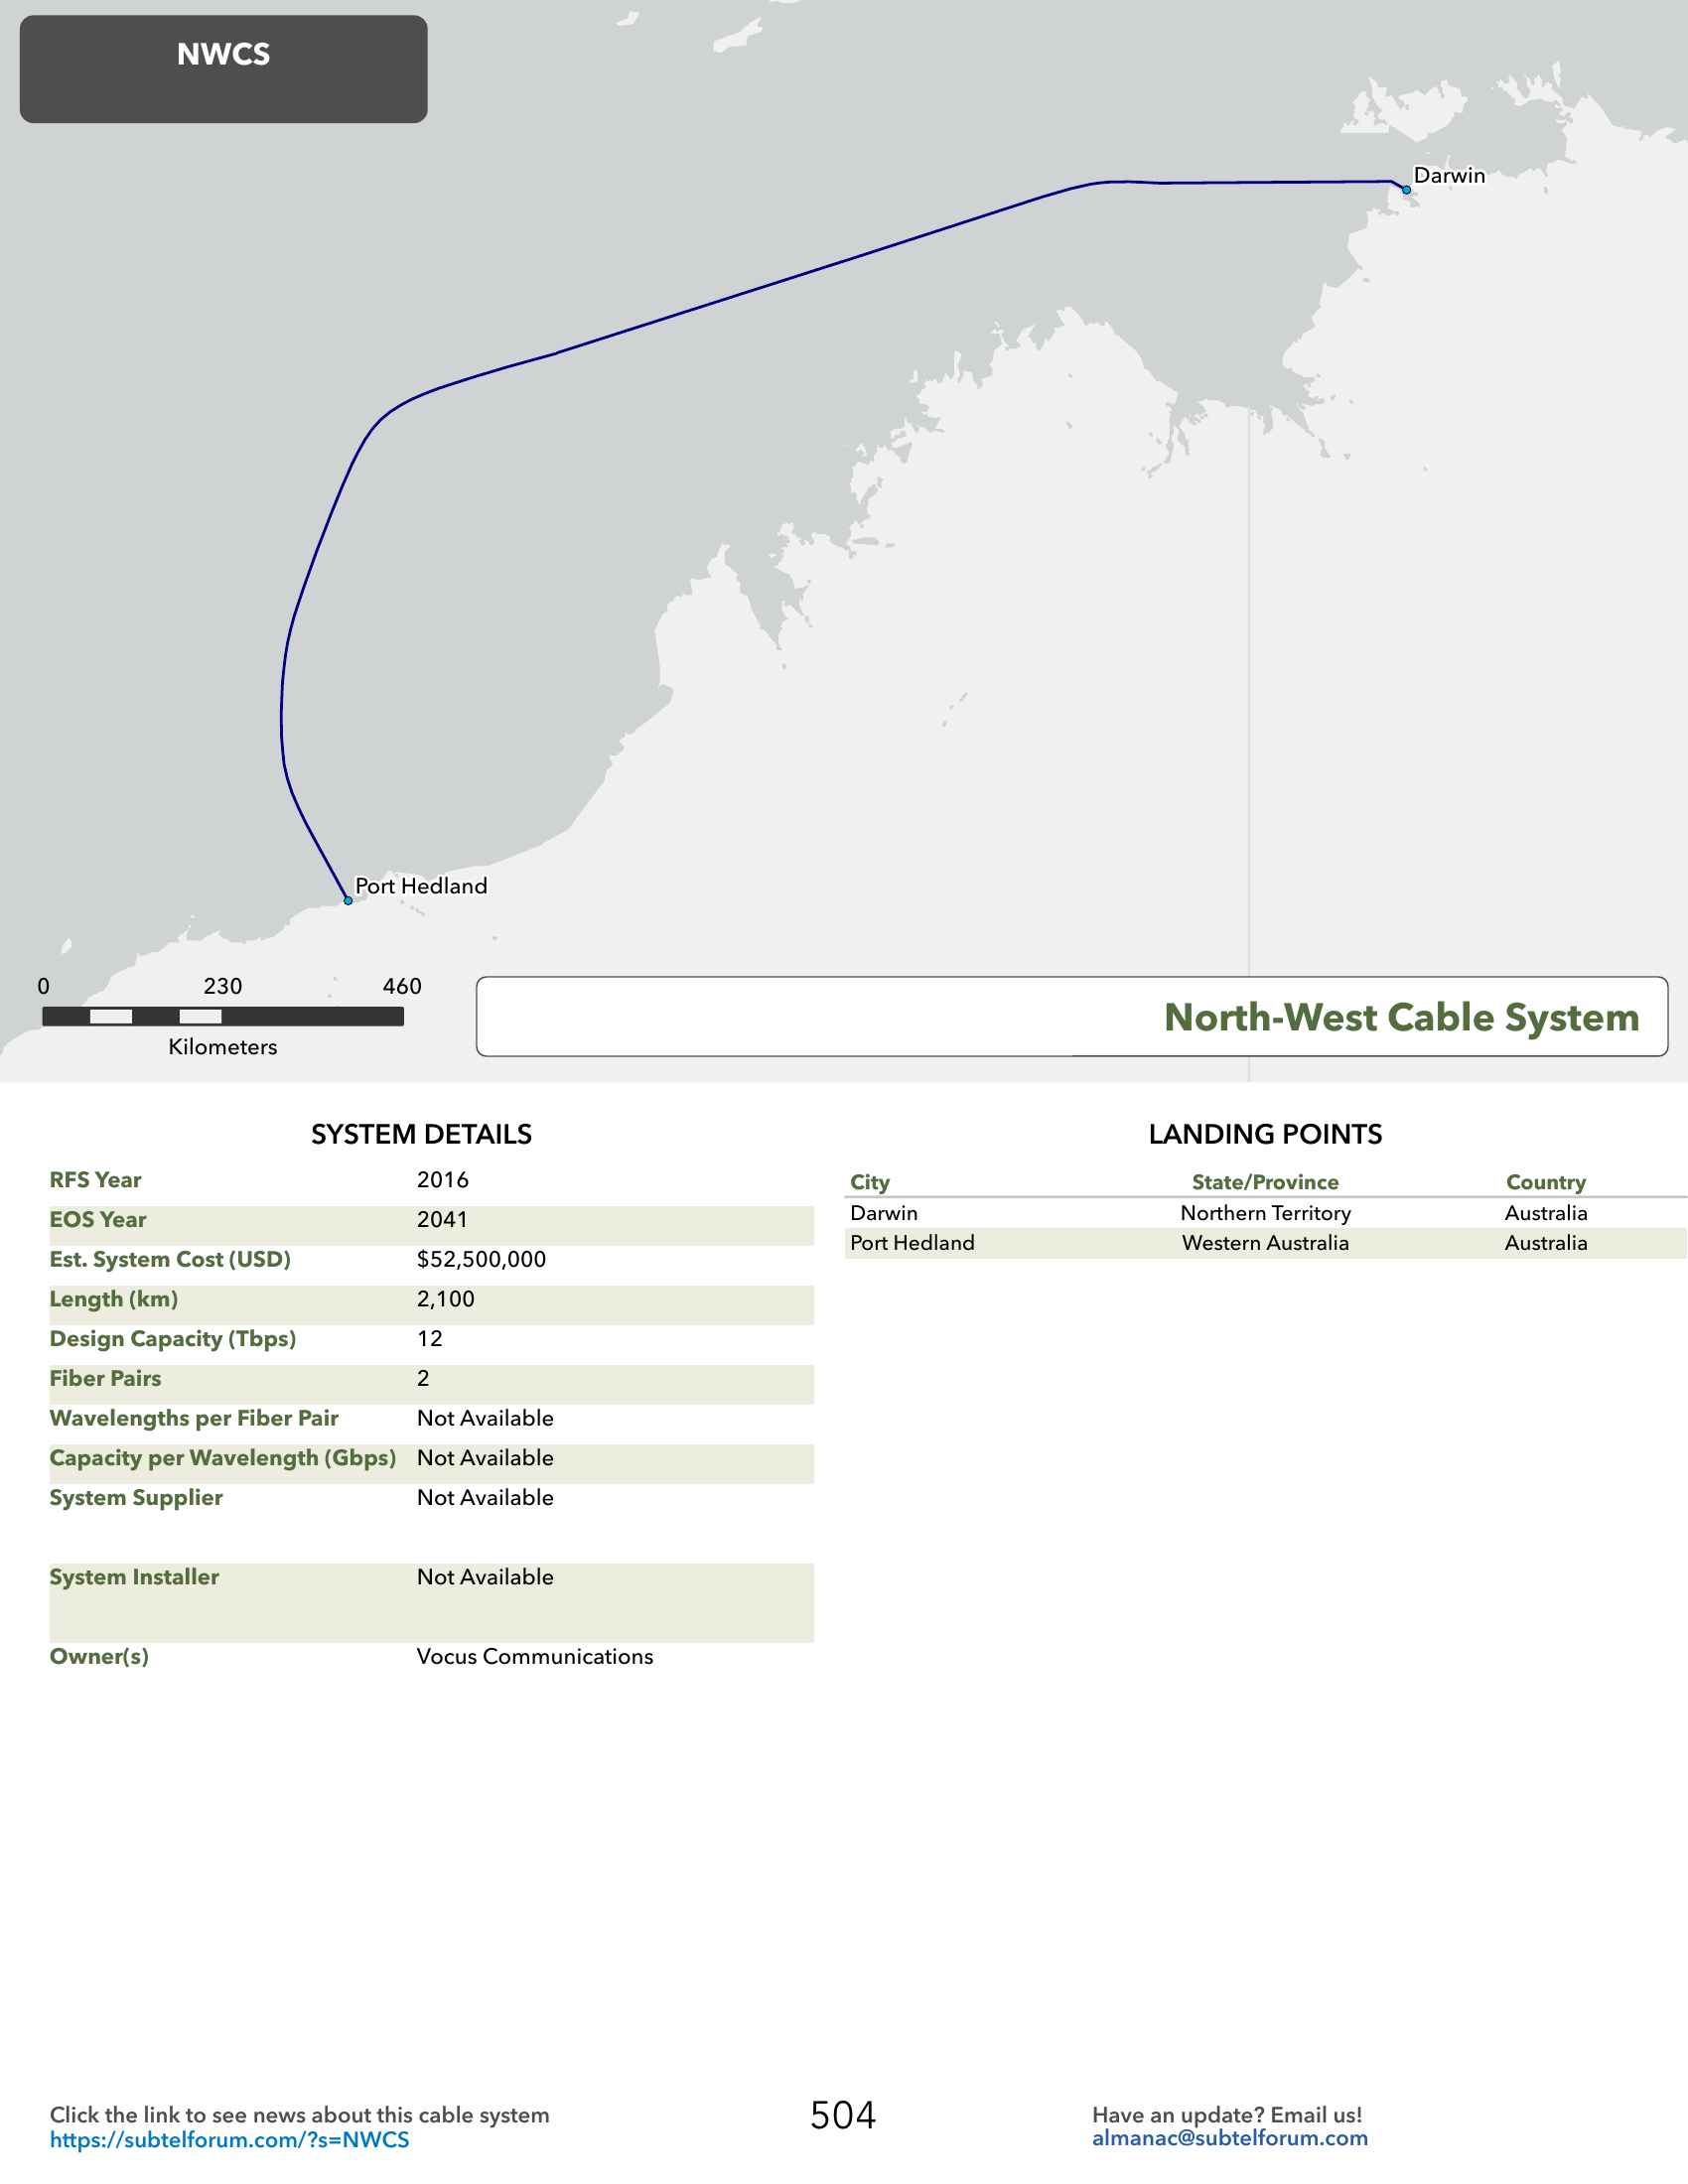 NWCS
Darwin
Port Hedland
0 230 460
Kilometers
North-West Cable System
SYSTEM DETAILS
RFS Year 2016
EOS Year 2041
Est. System Cost (USD) $52,500,000
Length (km) 2,100
Design Capacity (Tbps) 12
Fiber Pairs 2
Wavelengths per Fiber Pair Not Available
Capacity per Wavelength (Gbps) Not Available
System Supplier Not Available
System Installer Not Available
Owner(s) Vocus Communications
LANDING POINTS
City State/Province Country
Darwin Northern Territory Australia
Port Hedland Western Australia Australia
Click the link to see news about this cable system
https://subtelforum.com/?s=NWCS
504
Have an update? Email us!
almanac@subtelforum.com